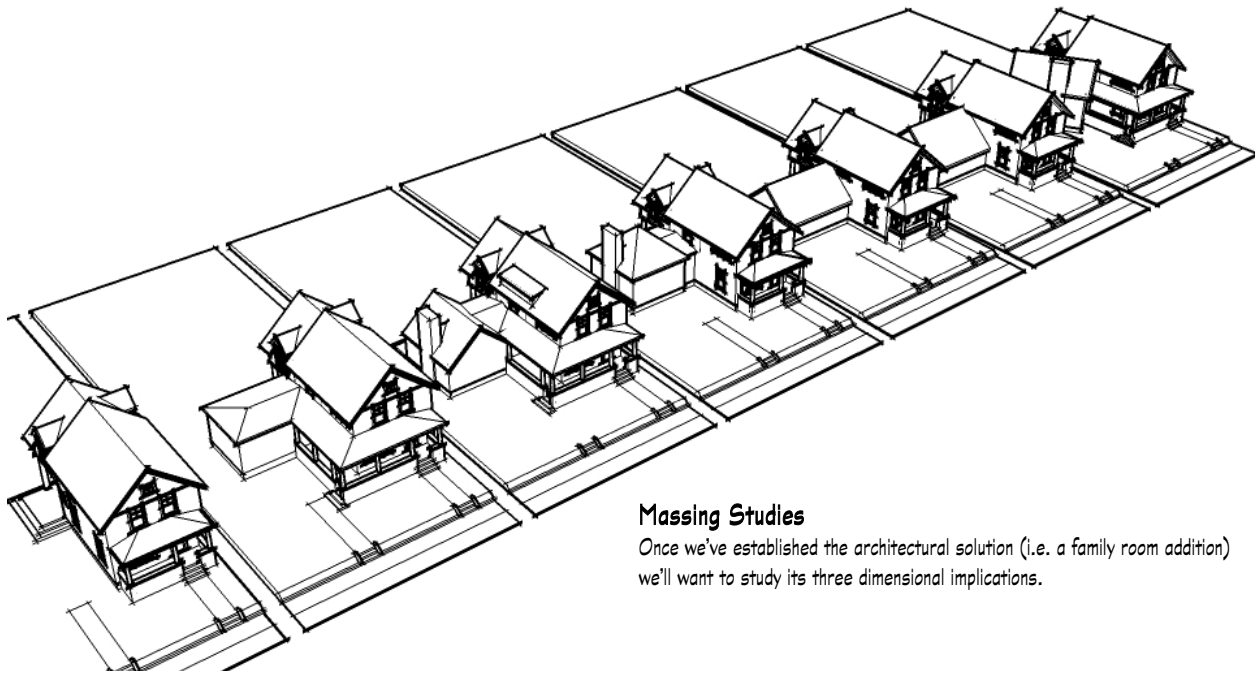 Massing Studies
Once we've established the architectural solution (i.e. a family room addition)
we'll want to study its three dimensional implications.